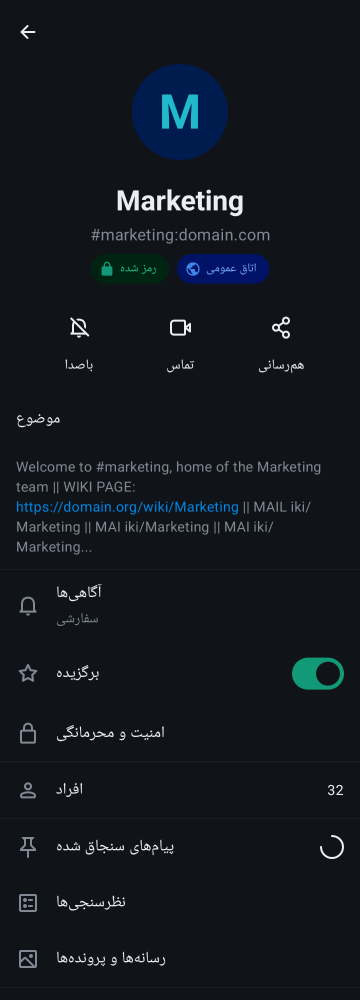 M
Marketing
#marketing:domain.com
رمز شده
اتاق عمومی
باصدا
تماس
هم‌رسانی
موضوع
Welcome to #marketing, home of the Marketing
team || WIKI PAGE:
https://domain.org/wiki/Marketing || MAIL iki/
Marketing || MAI iki/Marketing || MAI iki/
Marketing...
آگاهی‌ها
سفارشی
برگزیده
امنیت و محرمانگی
افراد 32
پیام‌های سنجاق شده
نظرسنجی‌ها
رسانه‌ها و پرونده‌ها